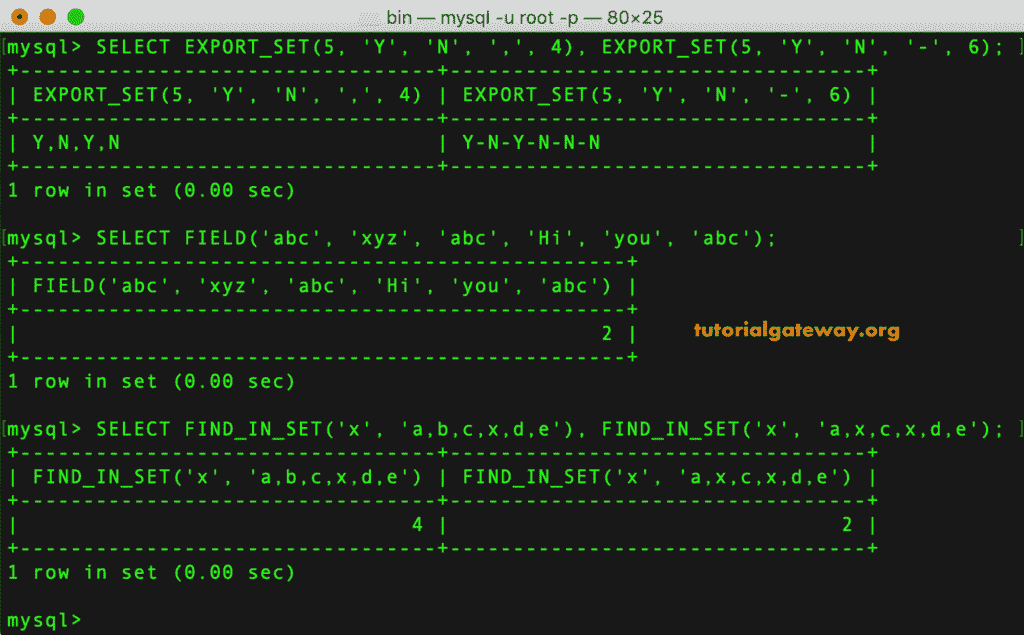 bin — mysql -u root -p — 80×25
mysql> SELECT EXPORT_SET(5, 'Y', 'N', ',', 4), EXPORT_SET(5, 'Y', 'N', '-', 6);
+---------------------------------+---------------------------------+
| EXPORT_SET(5, 'Y', 'N', ',', 4) | EXPORT_SET(5, 'Y', 'N', '-', 6) |
+---------------------------------+---------------------------------+
| Y,N,Y,N                         | Y-N-Y-N-N-N                     |
+---------------------------------+---------------------------------+
1 row in set (0.00 sec)
mysql> SELECT FIELD('abc', 'xyz', 'abc', 'Hi', 'you', 'abc');
+------------------------------------------------+
| FIELD('abc', 'xyz', 'abc', 'Hi', 'you', 'abc') |
+------------------------------------------------+
|                                              2 |
+------------------------------------------------+
tutorialgateway.org
1 row in set (0.00 sec)
mysql> SELECT FIND_IN_SET('x', 'a,b,c,x,d,e'), FIND_IN_SET('x', 'a,x,c,x,d,e');
+---------------------------------+---------------------------------+
| FIND_IN_SET('x', 'a,b,c,x,d,e') | FIND_IN_SET('x', 'a,x,c,x,d,e') |
+---------------------------------+---------------------------------+
|                               4 |                               2 |
+---------------------------------+---------------------------------+
1 row in set (0.00 sec)
mysql>